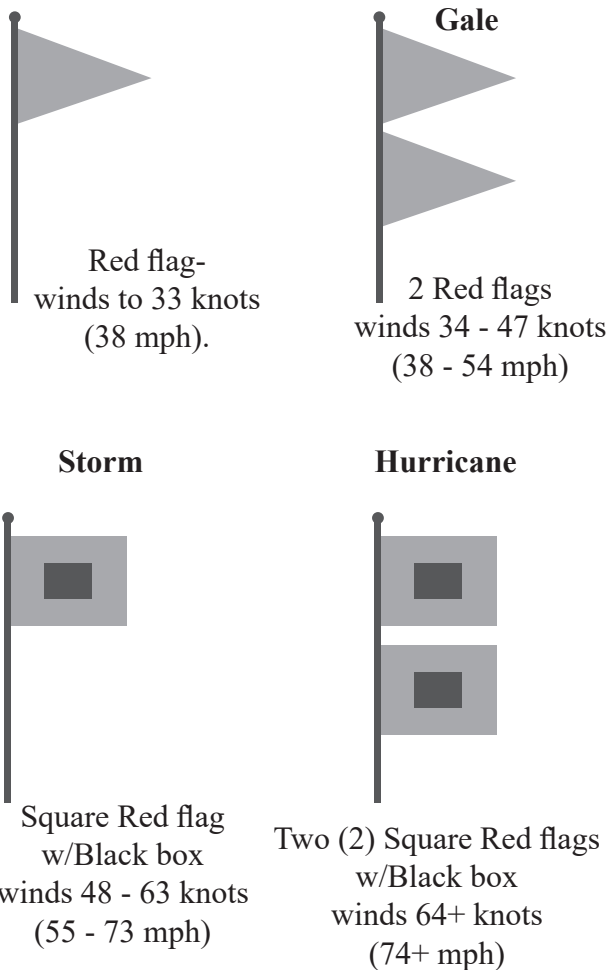 Gale
Red flag-
winds to 33 knots
(38 mph).
2 Red flags
winds 34 - 47 knots
(38 - 54 mph)
Storm
Hurricane
Square Red flag
w/Black box
winds 48 - 63 knots
(55 - 73 mph)
Two (2) Square Red flags
w/Black box
winds 64+ knots
(74+ mph)